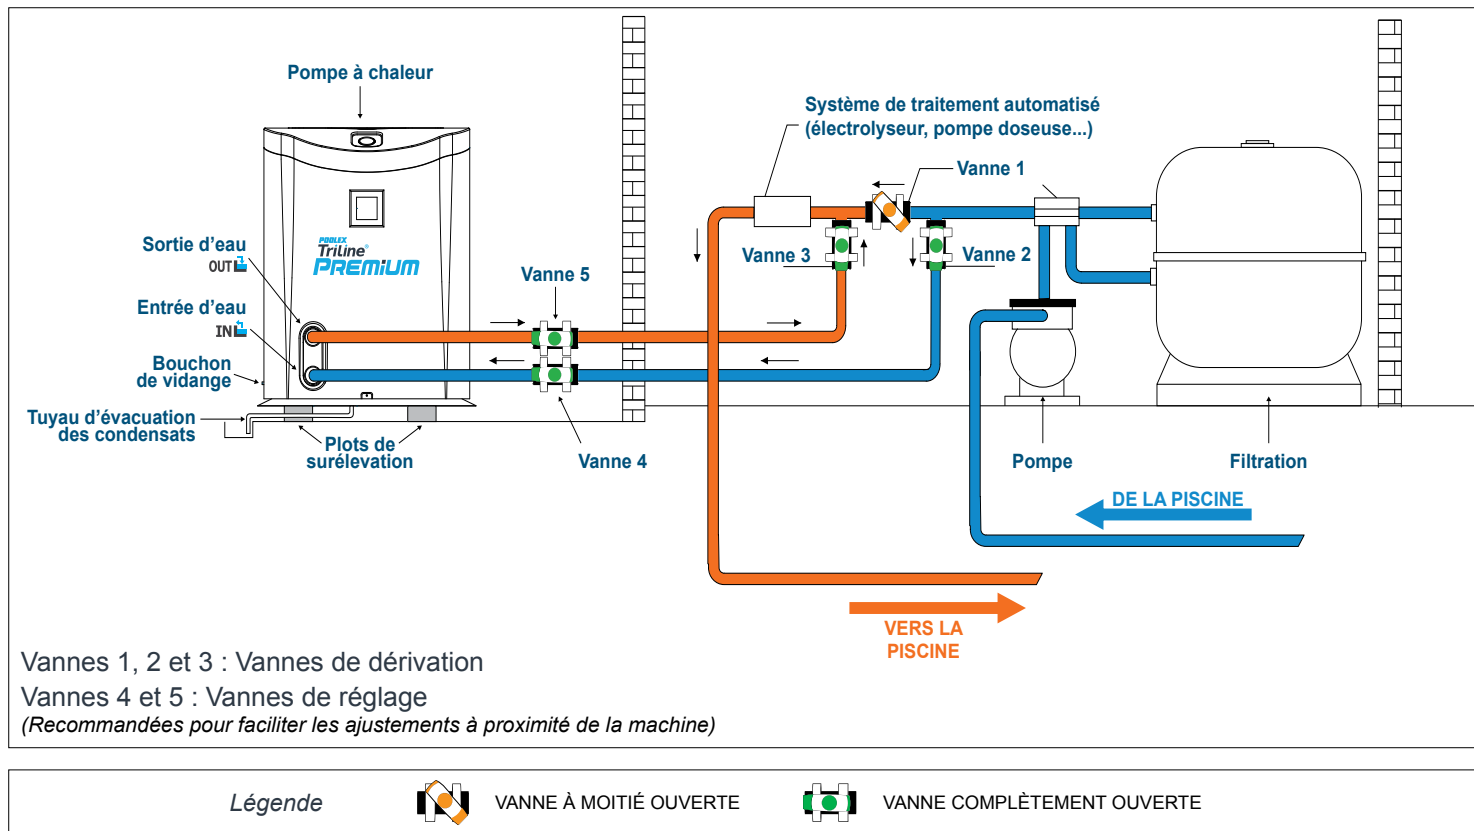 Pompe à chaleur
Système de traitement automatisé
(électrolyseur, pompe doseuse...)
Vanne 1
Sortie d'eau
OUT
POOLEX
Triline®
PREMIUM
Vanne 3
Vanne 2
Vanne 5
Entrée d'eau
IN
Bouchon
de vidange
Tuyau d'évacuation
des condensats
Plots de
surélevation
Vanne 4
Pompe
Filtration
DE LA PISCINE
VERS LA
PISCINE
Vannes 1, 2 et 3 : Vannes de dérivation
Vannes 4 et 5 : Vannes de réglage
(Recommandées pour faciliter les ajustements à proximité de la machine)
Légende
VANNE À MOITIÉ OUVERTE
VANNE COMPLÈTEMENT OUVERTE